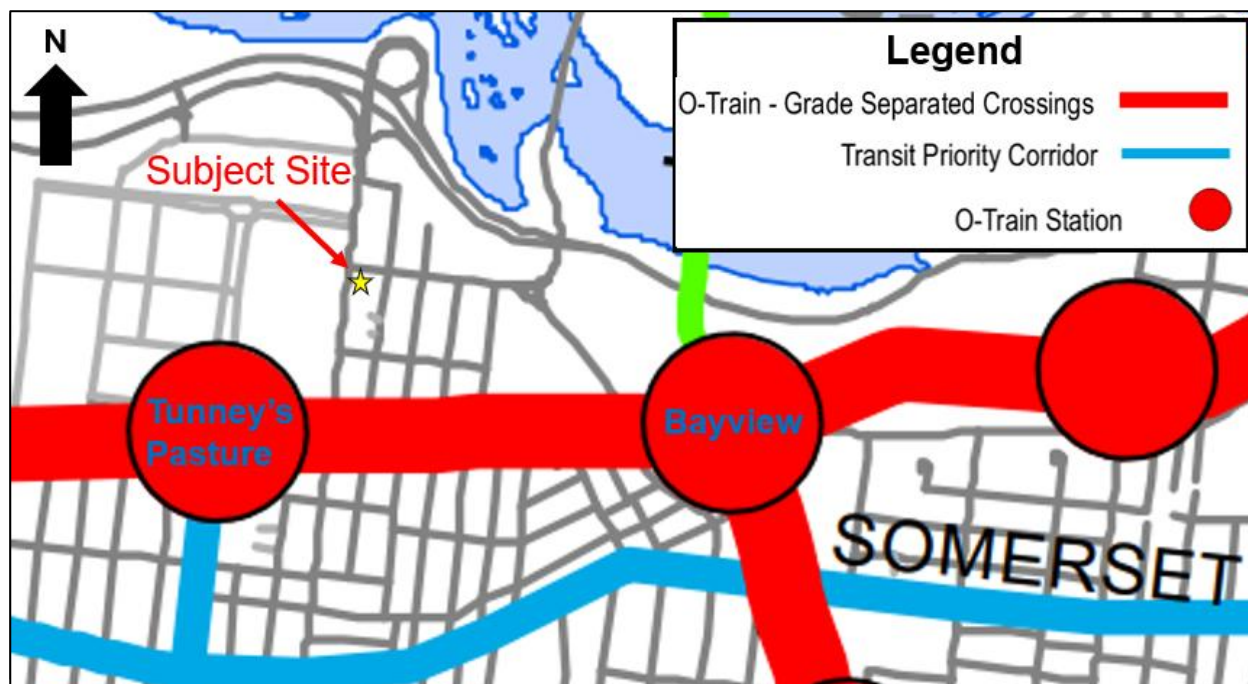 N
Legend
O-Train - Grade Separated Crossings
Transit Priority Corridor
O-Train Station
Subject Site
Tunney's
Pasture
Bayview
SOMERSET